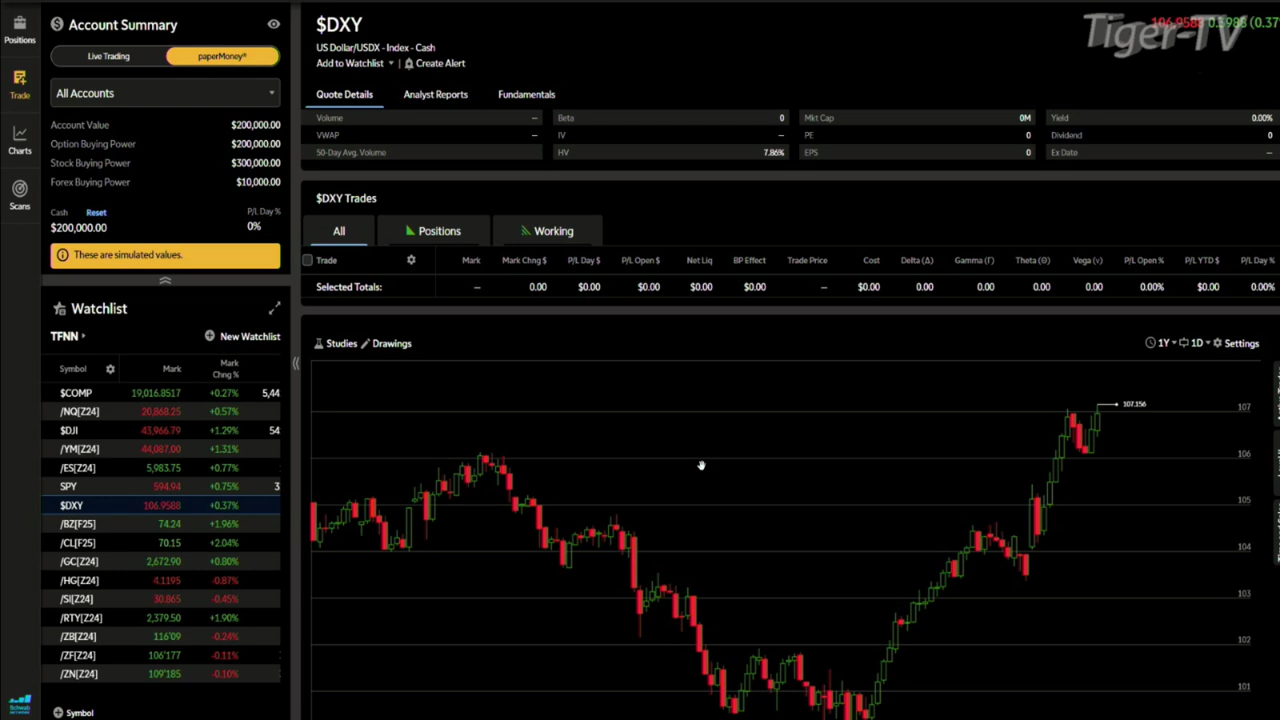 Positions
Trade
Charts
Scans
Account Summary
Live Trading
paperMoney®
All Accounts
Account Value $200,000.00
Option Buying Power $200,000.00
Stock Buying Power $300,000.00
Forex Buying Power $10,000.00
Cash Reset P/L Day %
$200,000.00 0%
These are simulated values.
Watchlist
TFNN New Watchlist
Symbol Mark Mark Chng %
$COMP 19,016.8517 +0.27% 5,44
/NQ[Z24] 20,868.25 +0.57%
$DJI 43,966.79 +1.29% 54
/YM[Z24] 44,087.00 +1.31%
/ES[Z24] 5,983.75 +0.77%
SPY 594.94 +0.75% 3
$DXY 106.9588 +0.37%
/BZ[F25] 74.24 +1.96%
/CL[F25] 70.15 +2.04%
/GC[Z24] 2,672.90 +0.80%
/HG[Z24] 4.1195 -0.87%
/SI[Z24] 30.865 -0.45%
/RTY[Z24] 2,379.50 +1.90%
/ZB[Z24] 116'09 -0.24%
/ZF[Z24] 106'177 -0.11%
/ZN[Z24] 109'185 -0.10%
Symbol
Schwab
$DXY
Tiger-TV
US Dollar/USDX - Index - Cash
Add to Watchlist | Create Alert
Quote Details Analyst Reports Fundamentals
Volume -- Beta 0 Mkt Cap 0M Yield 0.00%
VWAP -- IV -- PE 0 Dividend 0
50-Day Avg. Volume HV 7.86% EPS 0 Ex Date --
$DXY Trades
All Positions Working
Trade Mark Mark Chng $ P/L Day $ P/L Open $ Net Liq BP Effect Trade Price Cost Delta (Δ) Gamma (Γ) Theta (Θ) Vega (ν) P/L Open % P/L YTD $ P/L Day %
Selected Totals: -- 0.00 $0.00 $0.00 $0.00 $0.00 -- $0.00 0.00 0.00 0.00 0.00 0.00% $0.00 0.00%
Studies Drawings 1Y 1D Settings
107.156
107
106
105
104
103
102
101